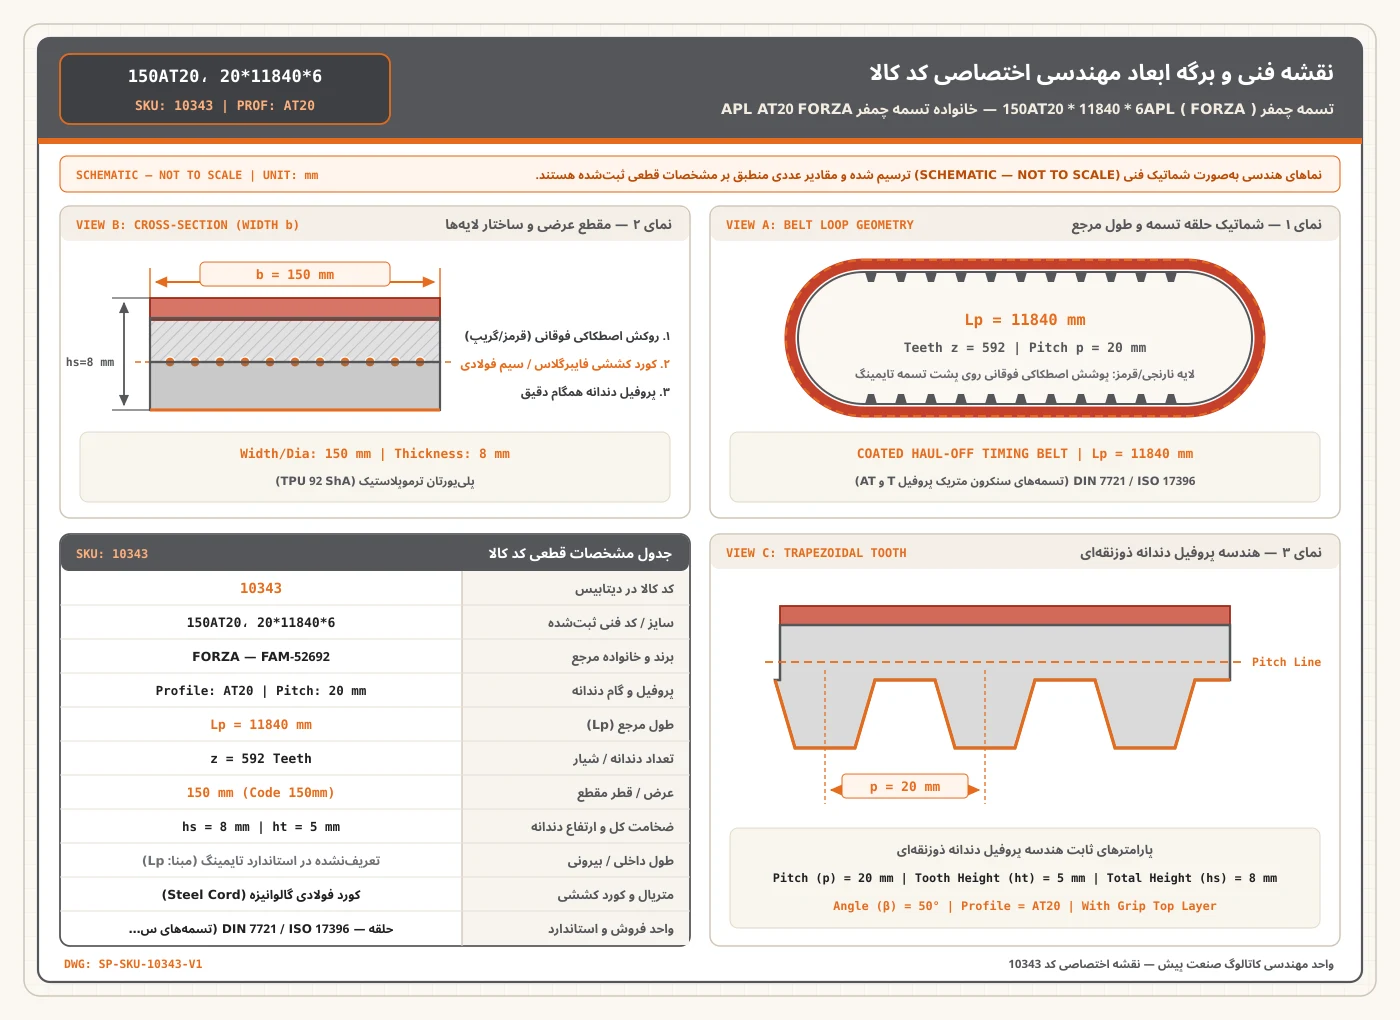 نقشه فنی و برگه ابعاد مهندسی اختصاصی کد کالا
تسمه چمفر 150AT20 * 11840 * 6APL ( FORZA ) — خانواده تسمه چمفر APL AT20 FORZA
150AT20، 20*11840*6
SKU: 10343 | PROF: AT20
نماهای هندسی به‌صورت شماتیک فنی (SCHEMATIC — NOT TO SCALE) ترسیم شده و مقادیر عددی منطبق بر مشخصات قطعی ثبت‌شده هستند.
SCHEMATIC — NOT TO SCALE | UNIT: mm
نمای ۱ — شماتیک حلقه تسمه و طول مرجع
VIEW A: BELT LOOP GEOMETRY
Lp = 11840 mm
Teeth z = 592 | Pitch p = 20 mm
لایه نارنجی/قرمز: پوشش اصطکاکی فوقانی روی پشت تسمه تایمینگ
COATED HAUL-OFF TIMING BELT | Lp = 11840 mm
DIN 7721 / ISO 17396 (تسمه‌های سنکرون متریک پروفیل T و AT)
نمای ۲ — مقطع عرضی و ساختار لایه‌ها
VIEW B: CROSS-SECTION (WIDTH b)
b = 150 mm
hs=8 mm
۱. روکش اصطکاکی فوقانی (قرمز/گریپ)
۲. کورد کششی فایبرگلاس / سیم فولادی
۳. پروفیل دندانه همگام دقیق
Width/Dia: 150 mm | Thickness: 8 mm
پلی‌یورتان ترموپلاستیک (TPU 92 ShA)
نمای ۳ — هندسه پروفیل دندانه ذوزنقه‌ای
VIEW C: TRAPEZOIDAL TOOTH
Pitch Line
p = 20 mm
پارامترهای ثابت هندسه پروفیل دندانه ذوزنقه‌ای
Pitch (p) = 20 mm | Tooth Height (ht) = 5 mm | Total Height (hs) = 8 mm
Angle (β) = 50° | Profile = AT20 | With Grip Top Layer
جدول مشخصات قطعی کد کالا
SKU: 10343
کد کالا در دیتابیس 10343
سایز / کد فنی ثبت‌شده 150AT20، 20*11840*6
برند و خانواده مرجع FORZA — FAM-52692
پروفیل و گام دندانه Profile: AT20 | Pitch: 20 mm
طول مرجع (Lp) Lp = 11840 mm
تعداد دندانه / شیار z = 592 Teeth
عرض / قطر مقطع 150 mm (Code 150mm)
ضخامت کل و ارتفاع دندانه hs = 8 mm | ht = 5 mm
طول داخلی / بیرونی تعریف‌نشده در استاندارد تایمینگ (مبنا: Lp)
متریال و کورد کششی کورد فولادی گالوانیزه (Steel Cord)
واحد فروش و استاندارد حلقه — DIN 7721 / ISO 17396 (تسمه‌های س...
واحد مهندسی کاتالوگ صنعت پیش — نقشه اختصاصی کد 10343
DWG: SP-SKU-10343-V1